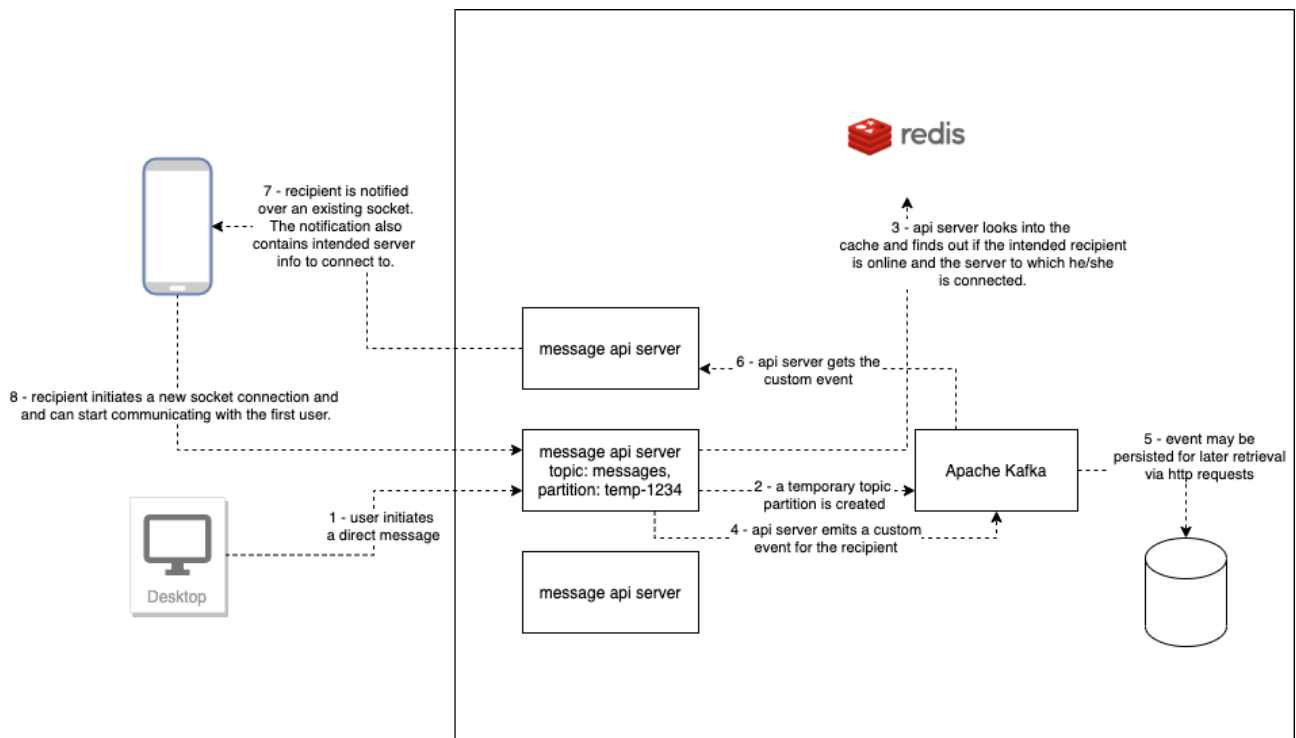 redis
7 - recipient is notified
over an existing socket.
The notification also
contains intended server
info to connect to.
3 - api server looks into the
cache and finds out if the intended recipient
is online and the server to which he/she
is connected.
message api server
6 - api server gets the
custom event
8 - recipient initiates a new socket connection and
and can start communicating with the first user.
message api server
topic: messages,
partition: temp-1234
Apache Kafka
5 - event may be
persisted for later retrieval
via http requests
2 - a temporary topic
partition is created
1 - user initiates
a direct message
4 - api server emits a custom
event for the recipient
Desktop
message api server